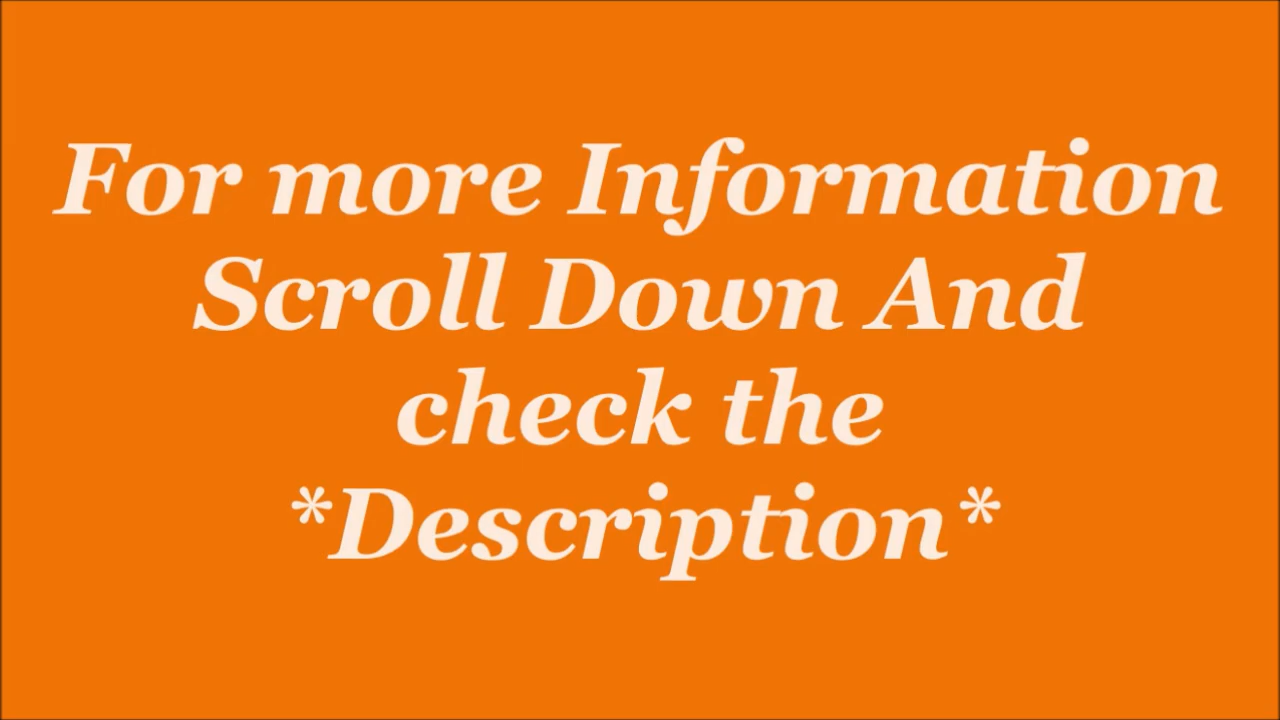 For more Information
Scroll Down And
check the
*Description*